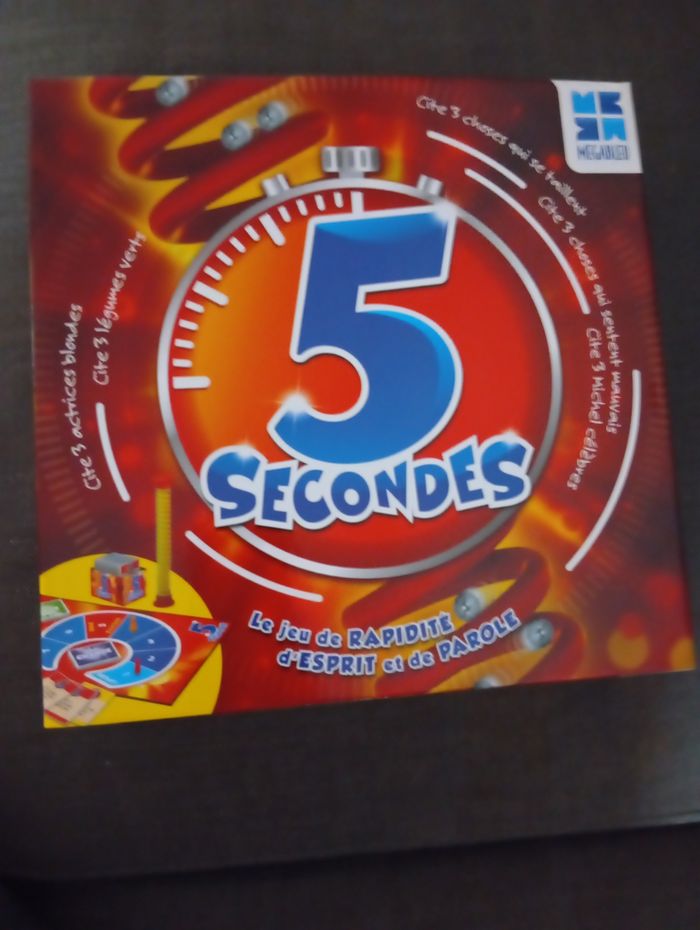 MEGABLEU
Cite 3 choses qui se taillent
Cite 3 choses qui sentent mauvais
Cite 3 Michel célèbres
Cite 3 légumes verts
Cite 3 actrices blondes
5
SECONDES
5
Le jeu de RAPIDITÉ
d'ESPRIT et de PAROLE